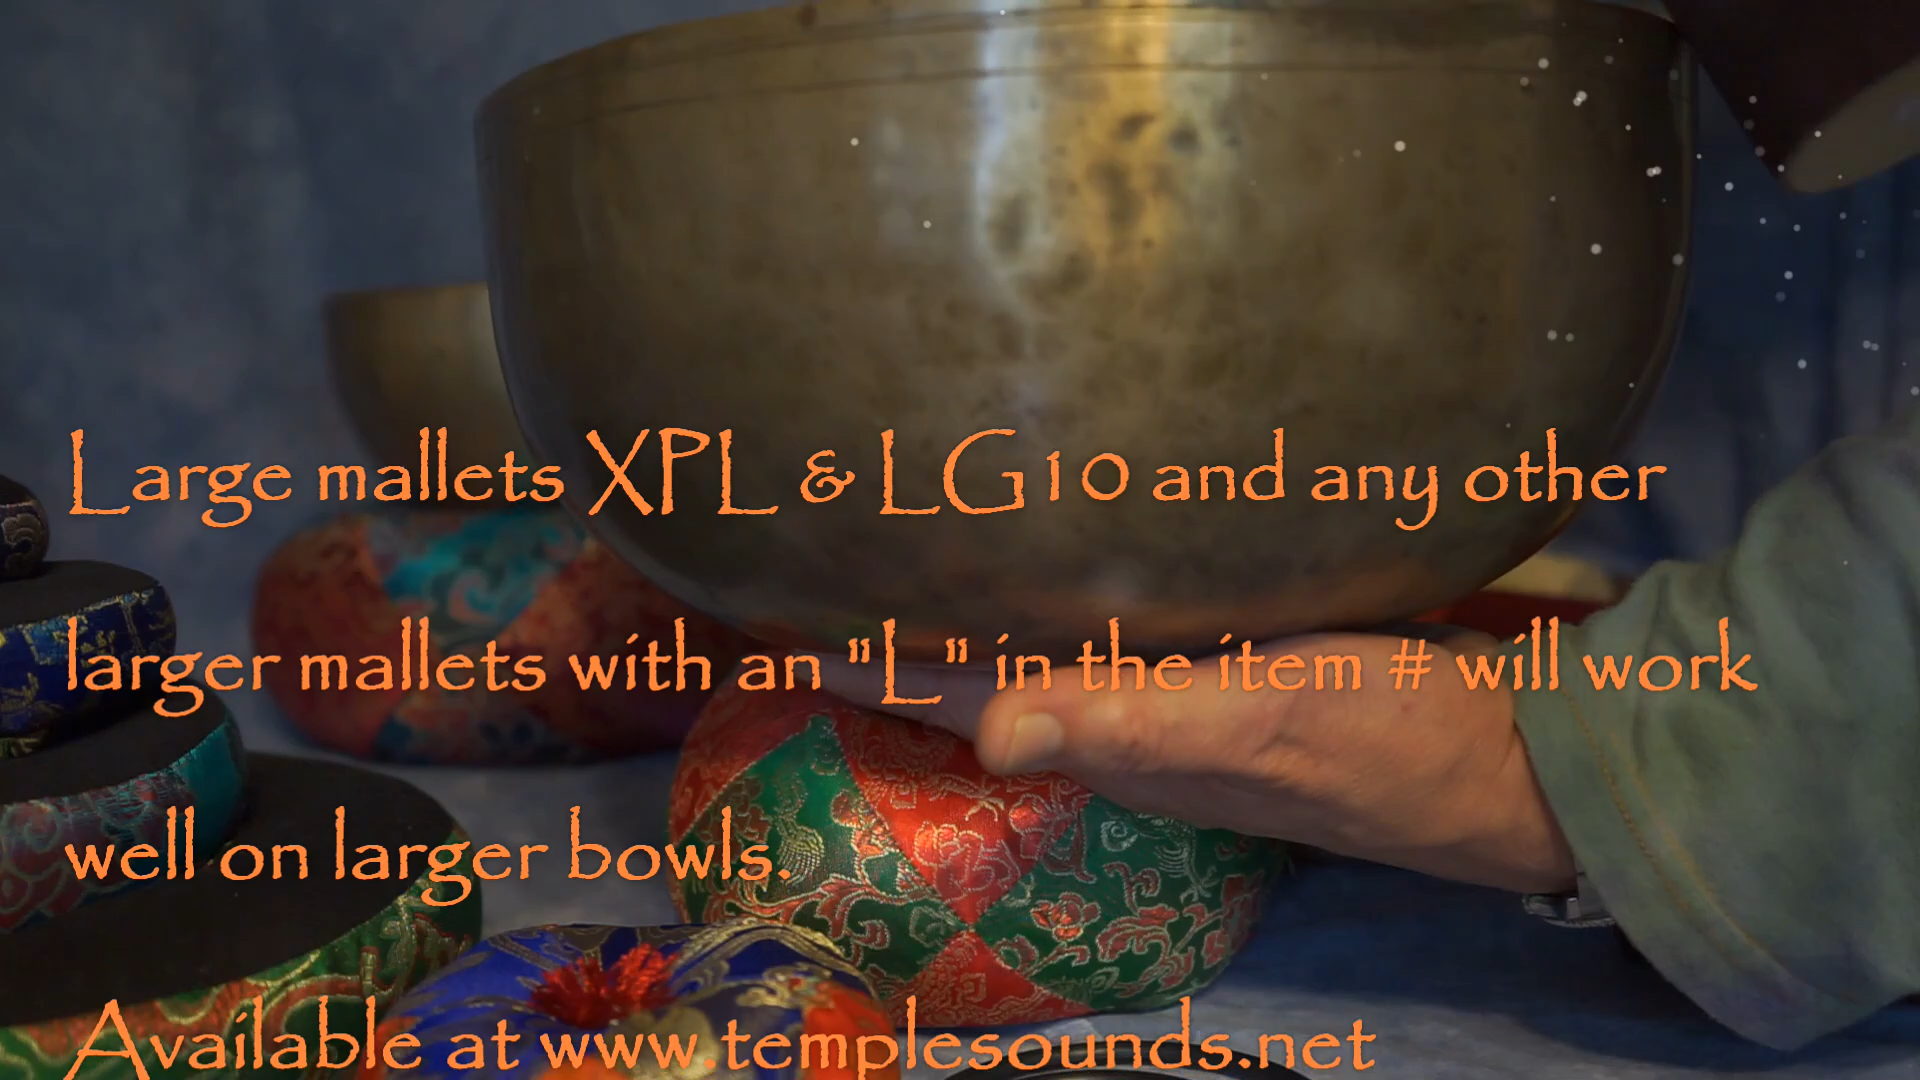 Large mallets XPL & LG10 and any other
larger mallets with an "L" in the item # will work
well on larger bowls.
Available at www.templesounds.net